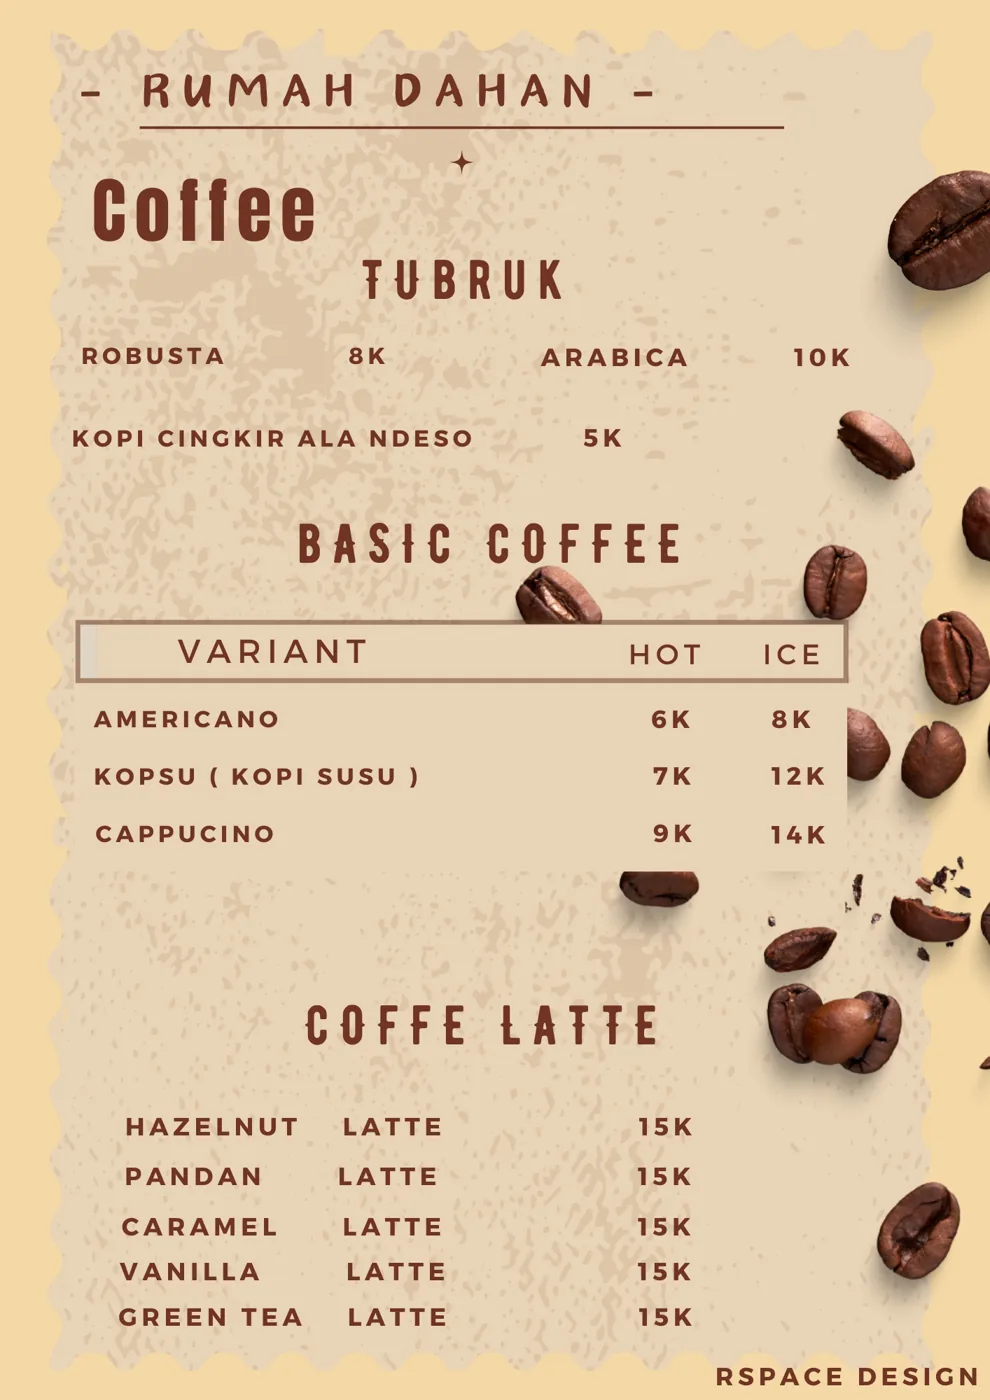 - RUMAH DAHAN -
Coffee
TUBRUK
ROBUSTA 8K ARABICA 10K
KOPI CINGKIR ALA NDESO 5K
BASIC COFFEE
VARIANT HOT ICE
AMERICANO 6K 8K
KOPSU ( KOPI SUSU ) 7K 12K
CAPPUCINO 9K 14K
COFFE LATTE
HAZELNUT LATTE 15K
PANDAN LATTE 15K
CARAMEL LATTE 15K
VANILLA LATTE 15K
GREEN TEA LATTE 15K
RSPACE DESIGN